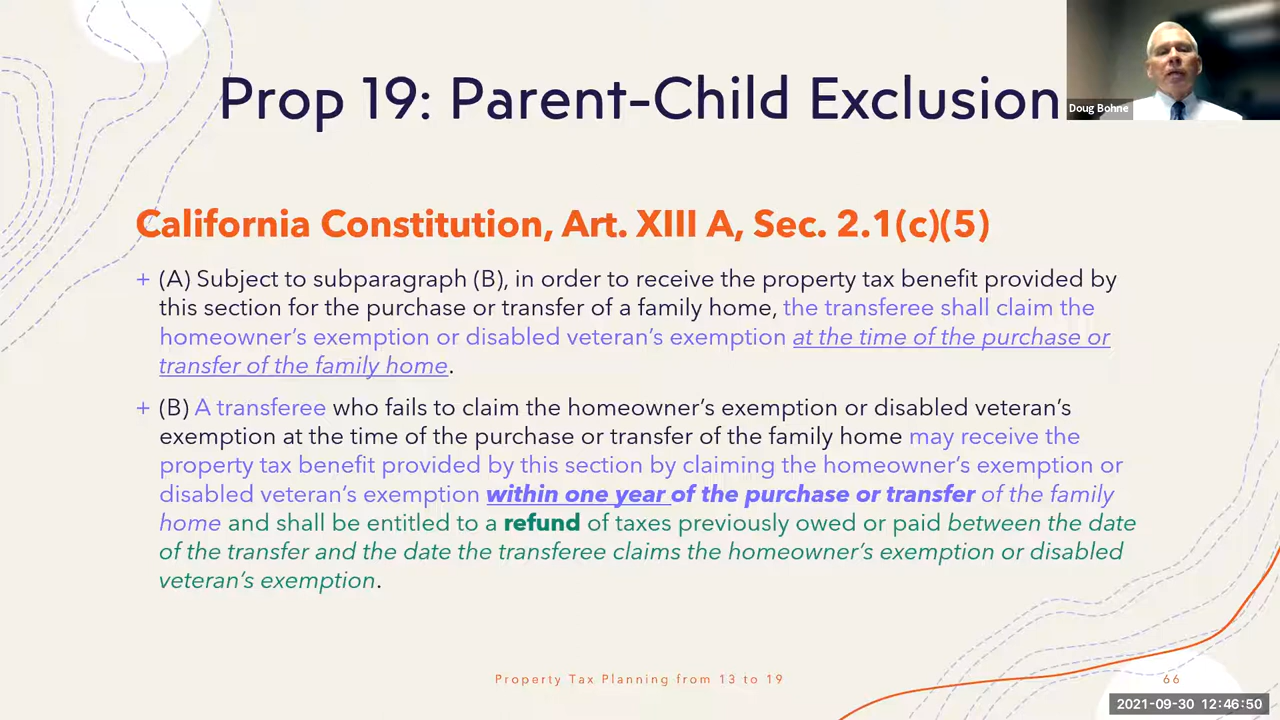 Prop 19: Parent-Child Exclusion
Doug Bohne
California Constitution, Art. XIII A, Sec. 2.1(c)(5)
+ (A) Subject to subparagraph (B), in order to receive the property tax benefit provided by
this section for the purchase or transfer of a family home, the transferee shall claim the
homeowner’s exemption or disabled veteran’s exemption at the time of the purchase or
transfer of the family home.
+ (B) A transferee who fails to claim the homeowner’s exemption or disabled veteran’s
exemption at the time of the purchase or transfer of the family home may receive the
property tax benefit provided by this section by claiming the homeowner’s exemption or
disabled veteran’s exemption within one year of the purchase or transfer of the family
home and shall be entitled to a refund of taxes previously owed or paid between the date
of the transfer and the date the transferee claims the homeowner’s exemption or disabled
veteran’s exemption.
Property Tax Planning from 13 to 19
66
2021-09-30 12:46:50